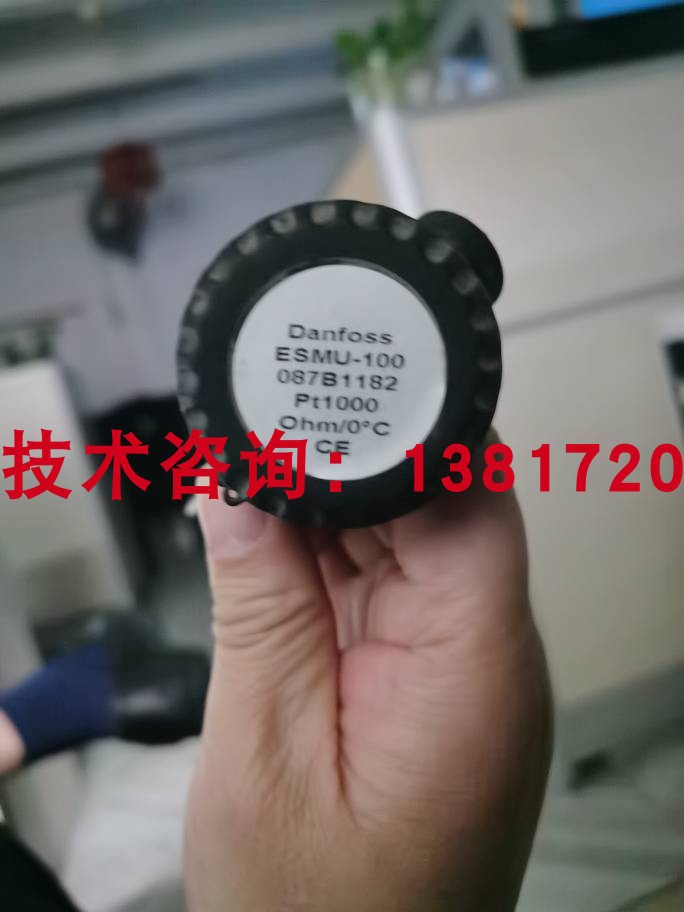 Danfoss
ESMU-100
087B1182
Pt1000
Ohm/0°C
CE
技术咨询：1381720